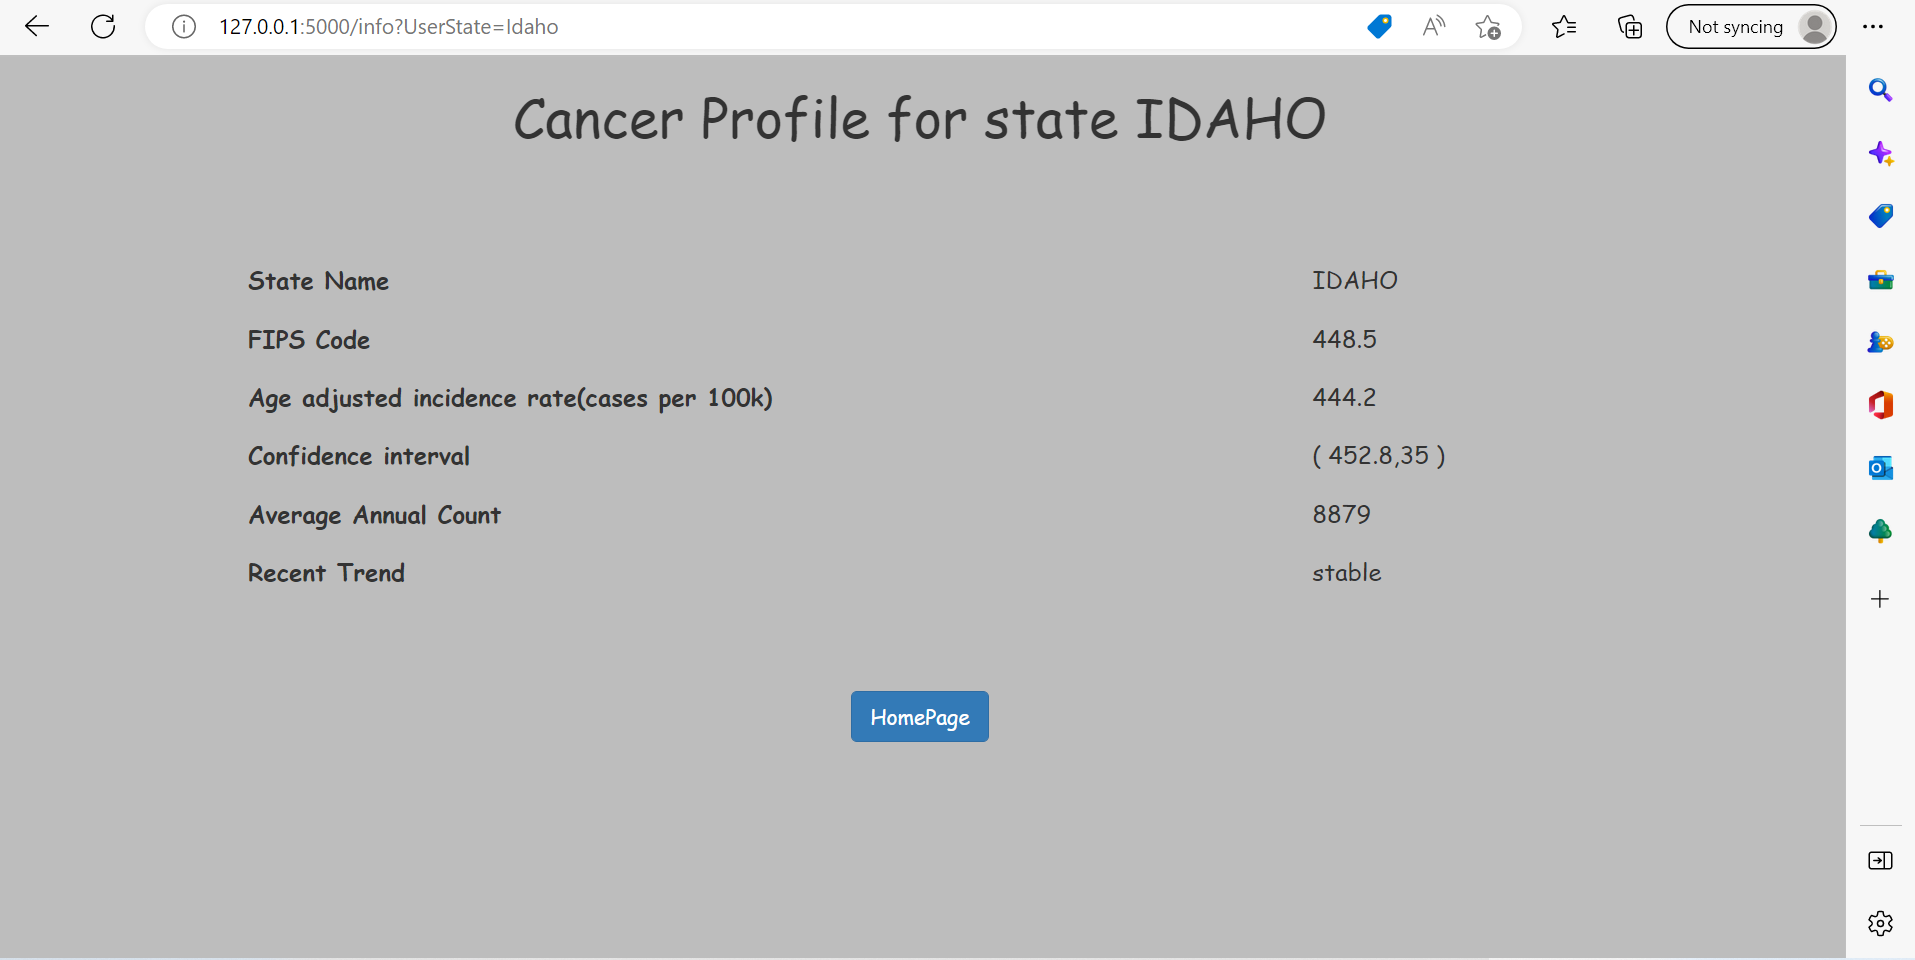 127.0.0.1:5000/info?UserState=Idaho
Not syncing
Cancer Profile for state IDAHO
State Name IDAHO
FIPS Code 448.5
Age adjusted incidence rate(cases per 100k) 444.2
Confidence interval ( 452.8,35 )
Average Annual Count 8879
Recent Trend stable
HomePage